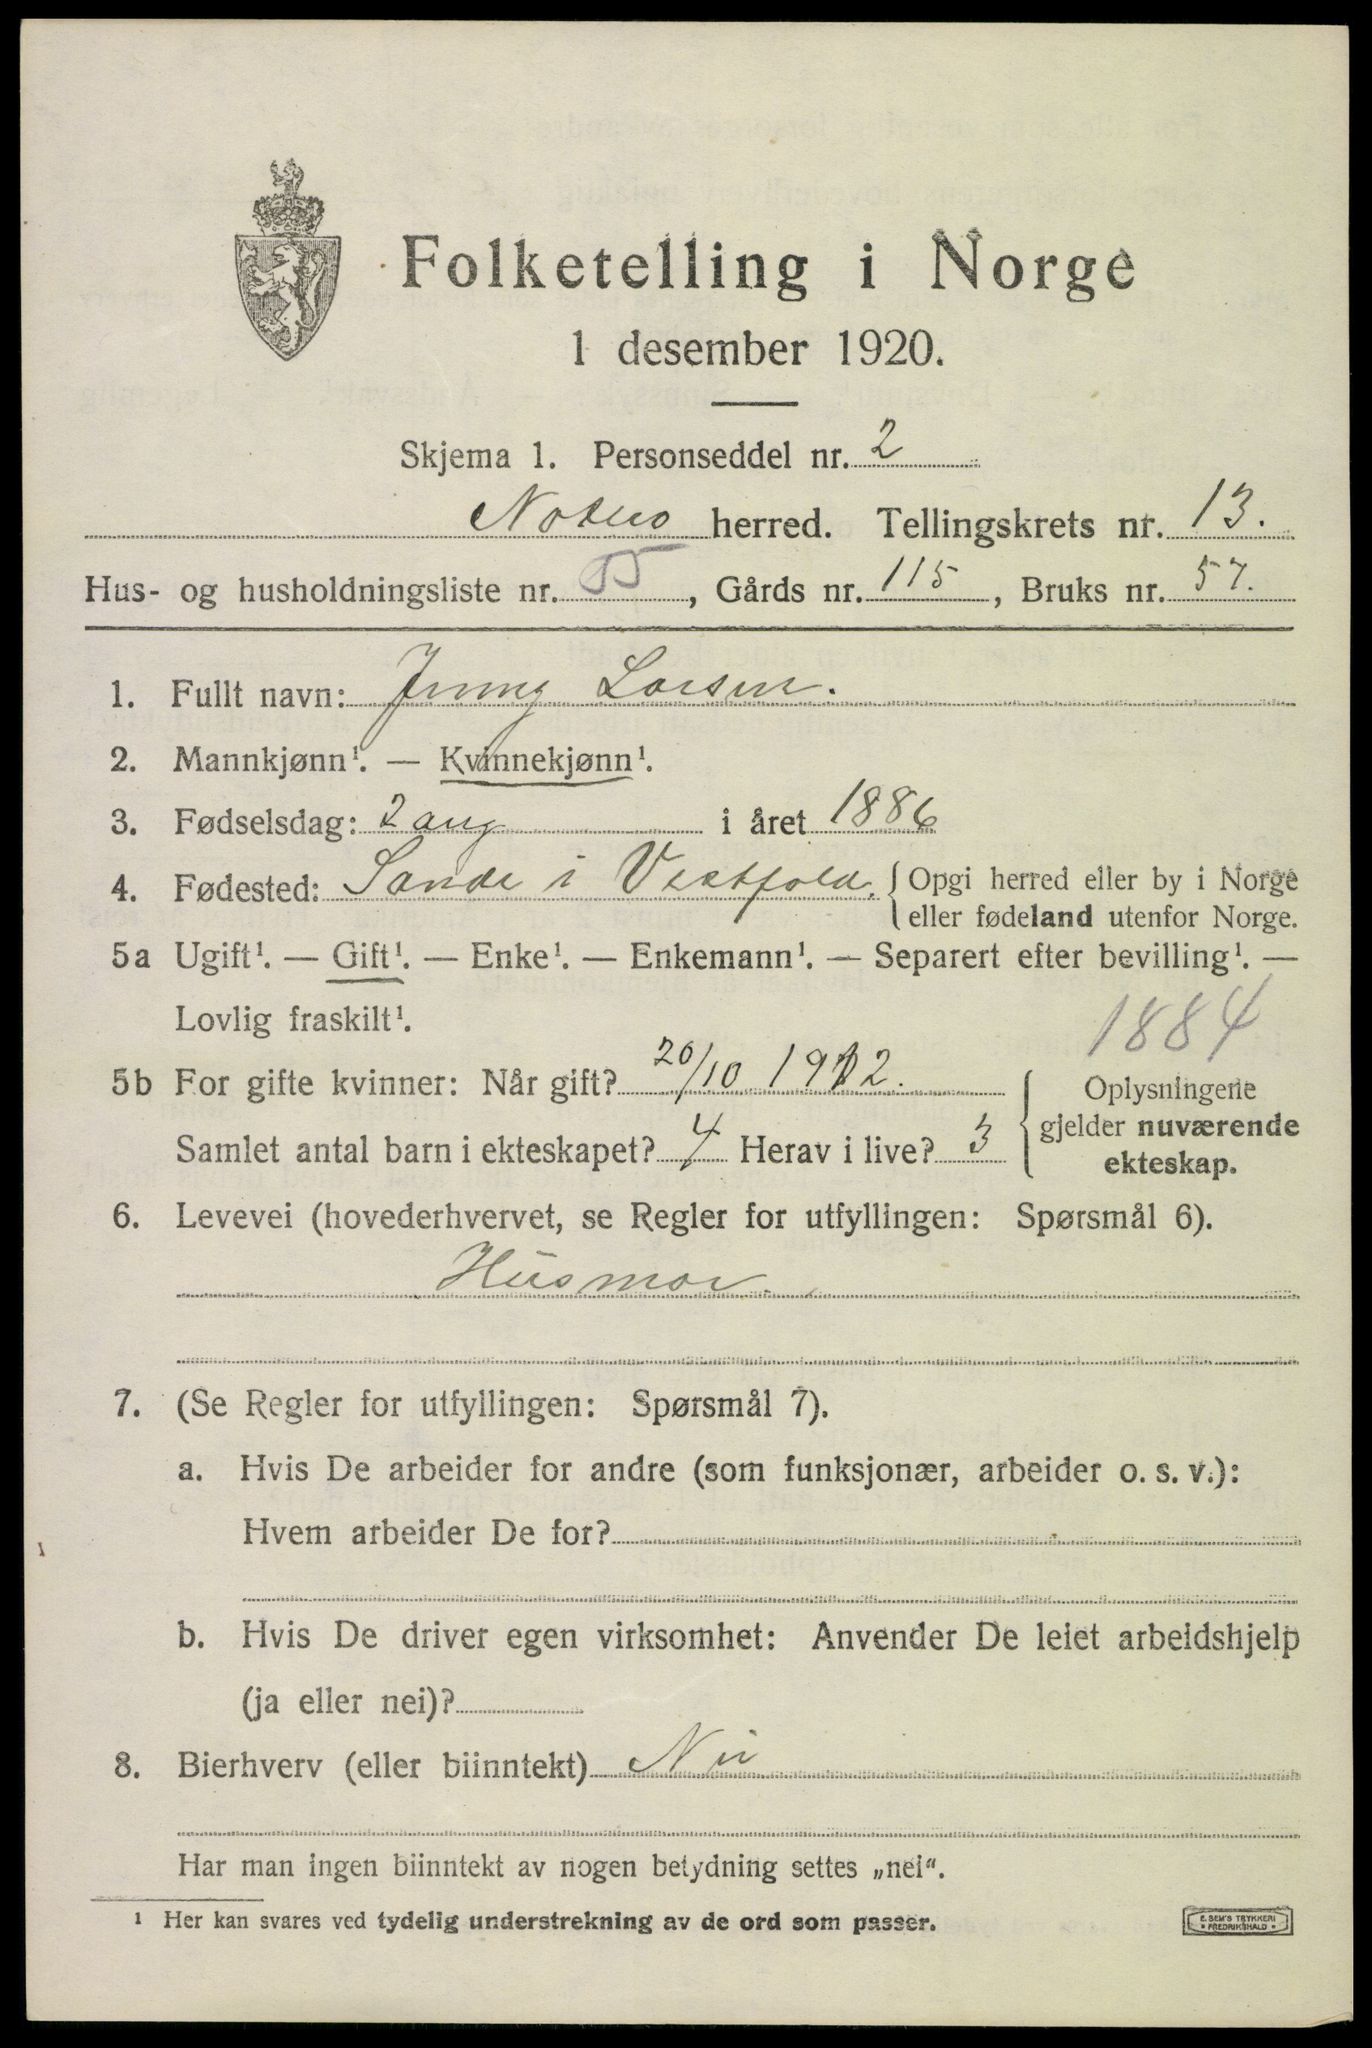 Folketelling i Norge
1 desember 1920.
Skjema 1. Personseddel nr. 2
Nøterø herred. Tellingskrets nr. 13.
Hus- og husholdningsliste nr. , Gårds nr. 115, Bruks nr. 57.
1. Fullt navn: Jenny Larsen.
2. Mannkjønn¹. — Kvinnekjønn¹.
3. Fødselsdag: 2 aug i året 1886
4. Fødested: Sande i Vestfold. { Opgi herred eller by i Norge
eller fødeland utenfor Norge.
5a Ugift¹. — Gift¹. — Enke¹. — Enkemann¹. — Separert efter bevilling¹. —
Lovlig fraskilt¹.
1884
5b For gifte kvinner: Når gift? 20/10 1912.
Samlet antal barn i ekteskapet? 4 Herav i live? 3
{ Oplysningene
gjelder nuværende
ekteskap.
6. Levevei (hovederhvervet, se Regler for utfyllingen: Spørsmål 6).
Husmor.
7. (Se Regler for utfyllingen: Spørsmål 7).
a. Hvis De arbeider for andre (som funksjonær, arbeider o. s. v.):
Hvem arbeider De for?
b. Hvis De driver egen virksomhet: Anvender De leiet arbeidshjelp
(ja eller nei)?
8. Bierhverv (eller biinntekt) Nei
Har man ingen biinntekt av nogen betydning settes „nei“.
¹ Her kan svares ved tydelig understrekning av de ord som passer.
E. SEM'S TRYKKERI
* FREDRIKSHALD *